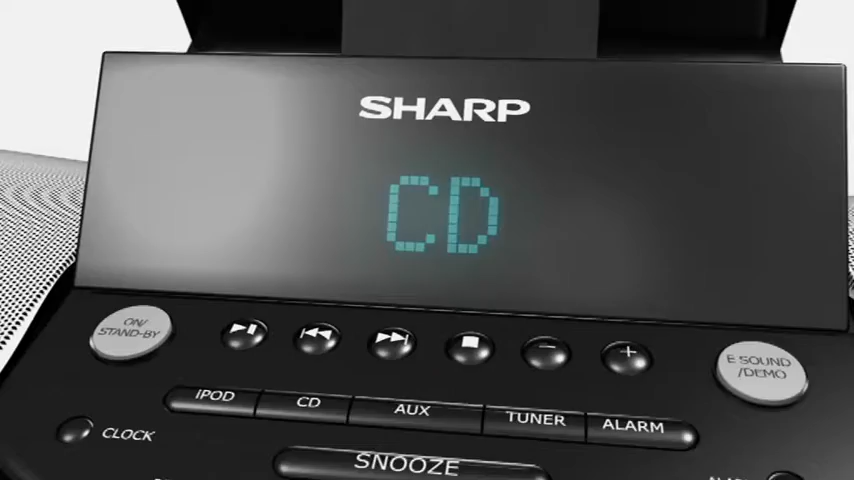 SHARP
CD
ON/
STAND-BY
E SOUND
/DEMO
iPOD
CD
AUX
TUNER
ALARM
CLOCK
SNOOZE